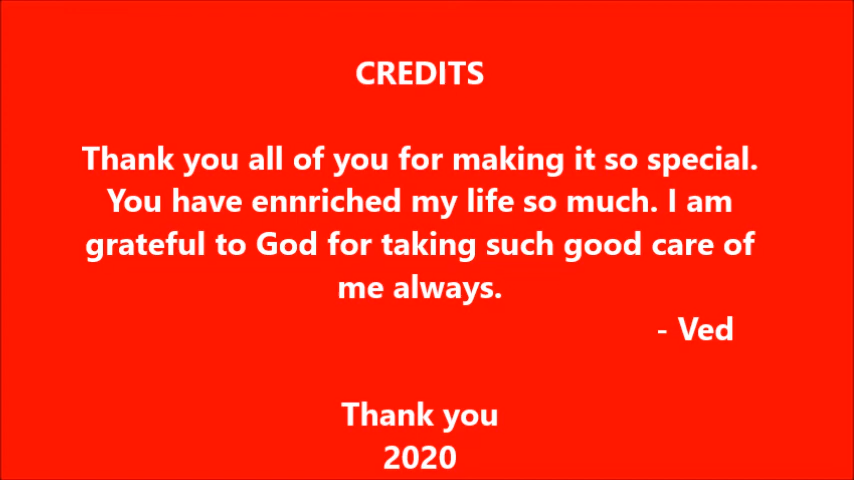 CREDITS
Thank you all of you for making it so special.
You have ennriched my life so much. I am
grateful to God for taking such good care of
me always.
- Ved
Thank you
2020